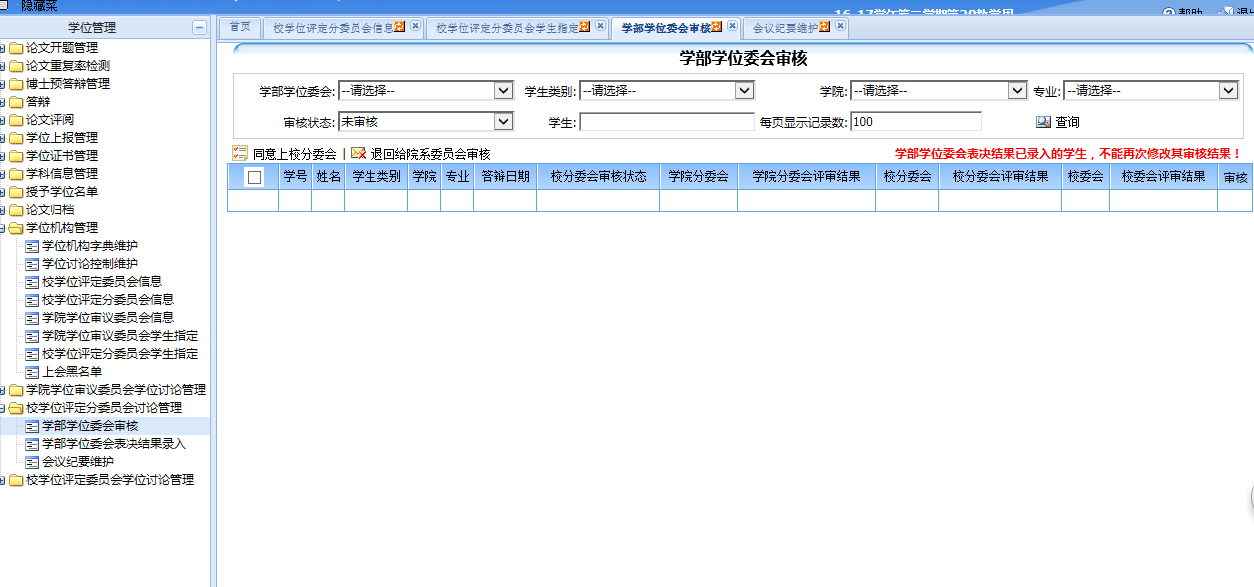 隐藏菜
学位管理
论文开题管理
论文重复率检测
博士预答辩管理
答辩
论文评阅
学位上报管理
学位证书管理
学科信息管理
授予学位名单
论文归档
学位机构管理
学位机构字典维护
学位讨论控制维护
校学位评定委员会信息
校学位评定分委员会信息
学院学位审议委员会信息
学院学位审议委员会学生指定
校学位评定分委员会学生指定
上会黑名单
学院学位审议委员会学位讨论管理
校学位评定分委员会讨论管理
学部学位委会审核
学部学位委会表决结果录入
会议纪要维护
校学位评定委员会学位讨论管理
首页 校学位评定分委员会信息 校学位评定分委员会学生指定 学部学位委会审核 会议纪要维护
学部学位委会审核
学部学位委会: --请选择-- 学生类别: --请选择-- 学院: --请选择-- 专业: --请选择--
审核状态: 未审核 学生: 每页显示记录数: 100 查询
同意上校分委会 | 退回给院系委员会审核 学部学位委会表决结果已录入的学生，不能再次修改其审核结果！
学号 姓名 学生类别 学院 专业 答辩日期 校分委会审核状态 学院分委会 学院分委会评审结果 校分委会 校分委会评审结果 校委会 校委会评审结果 审核